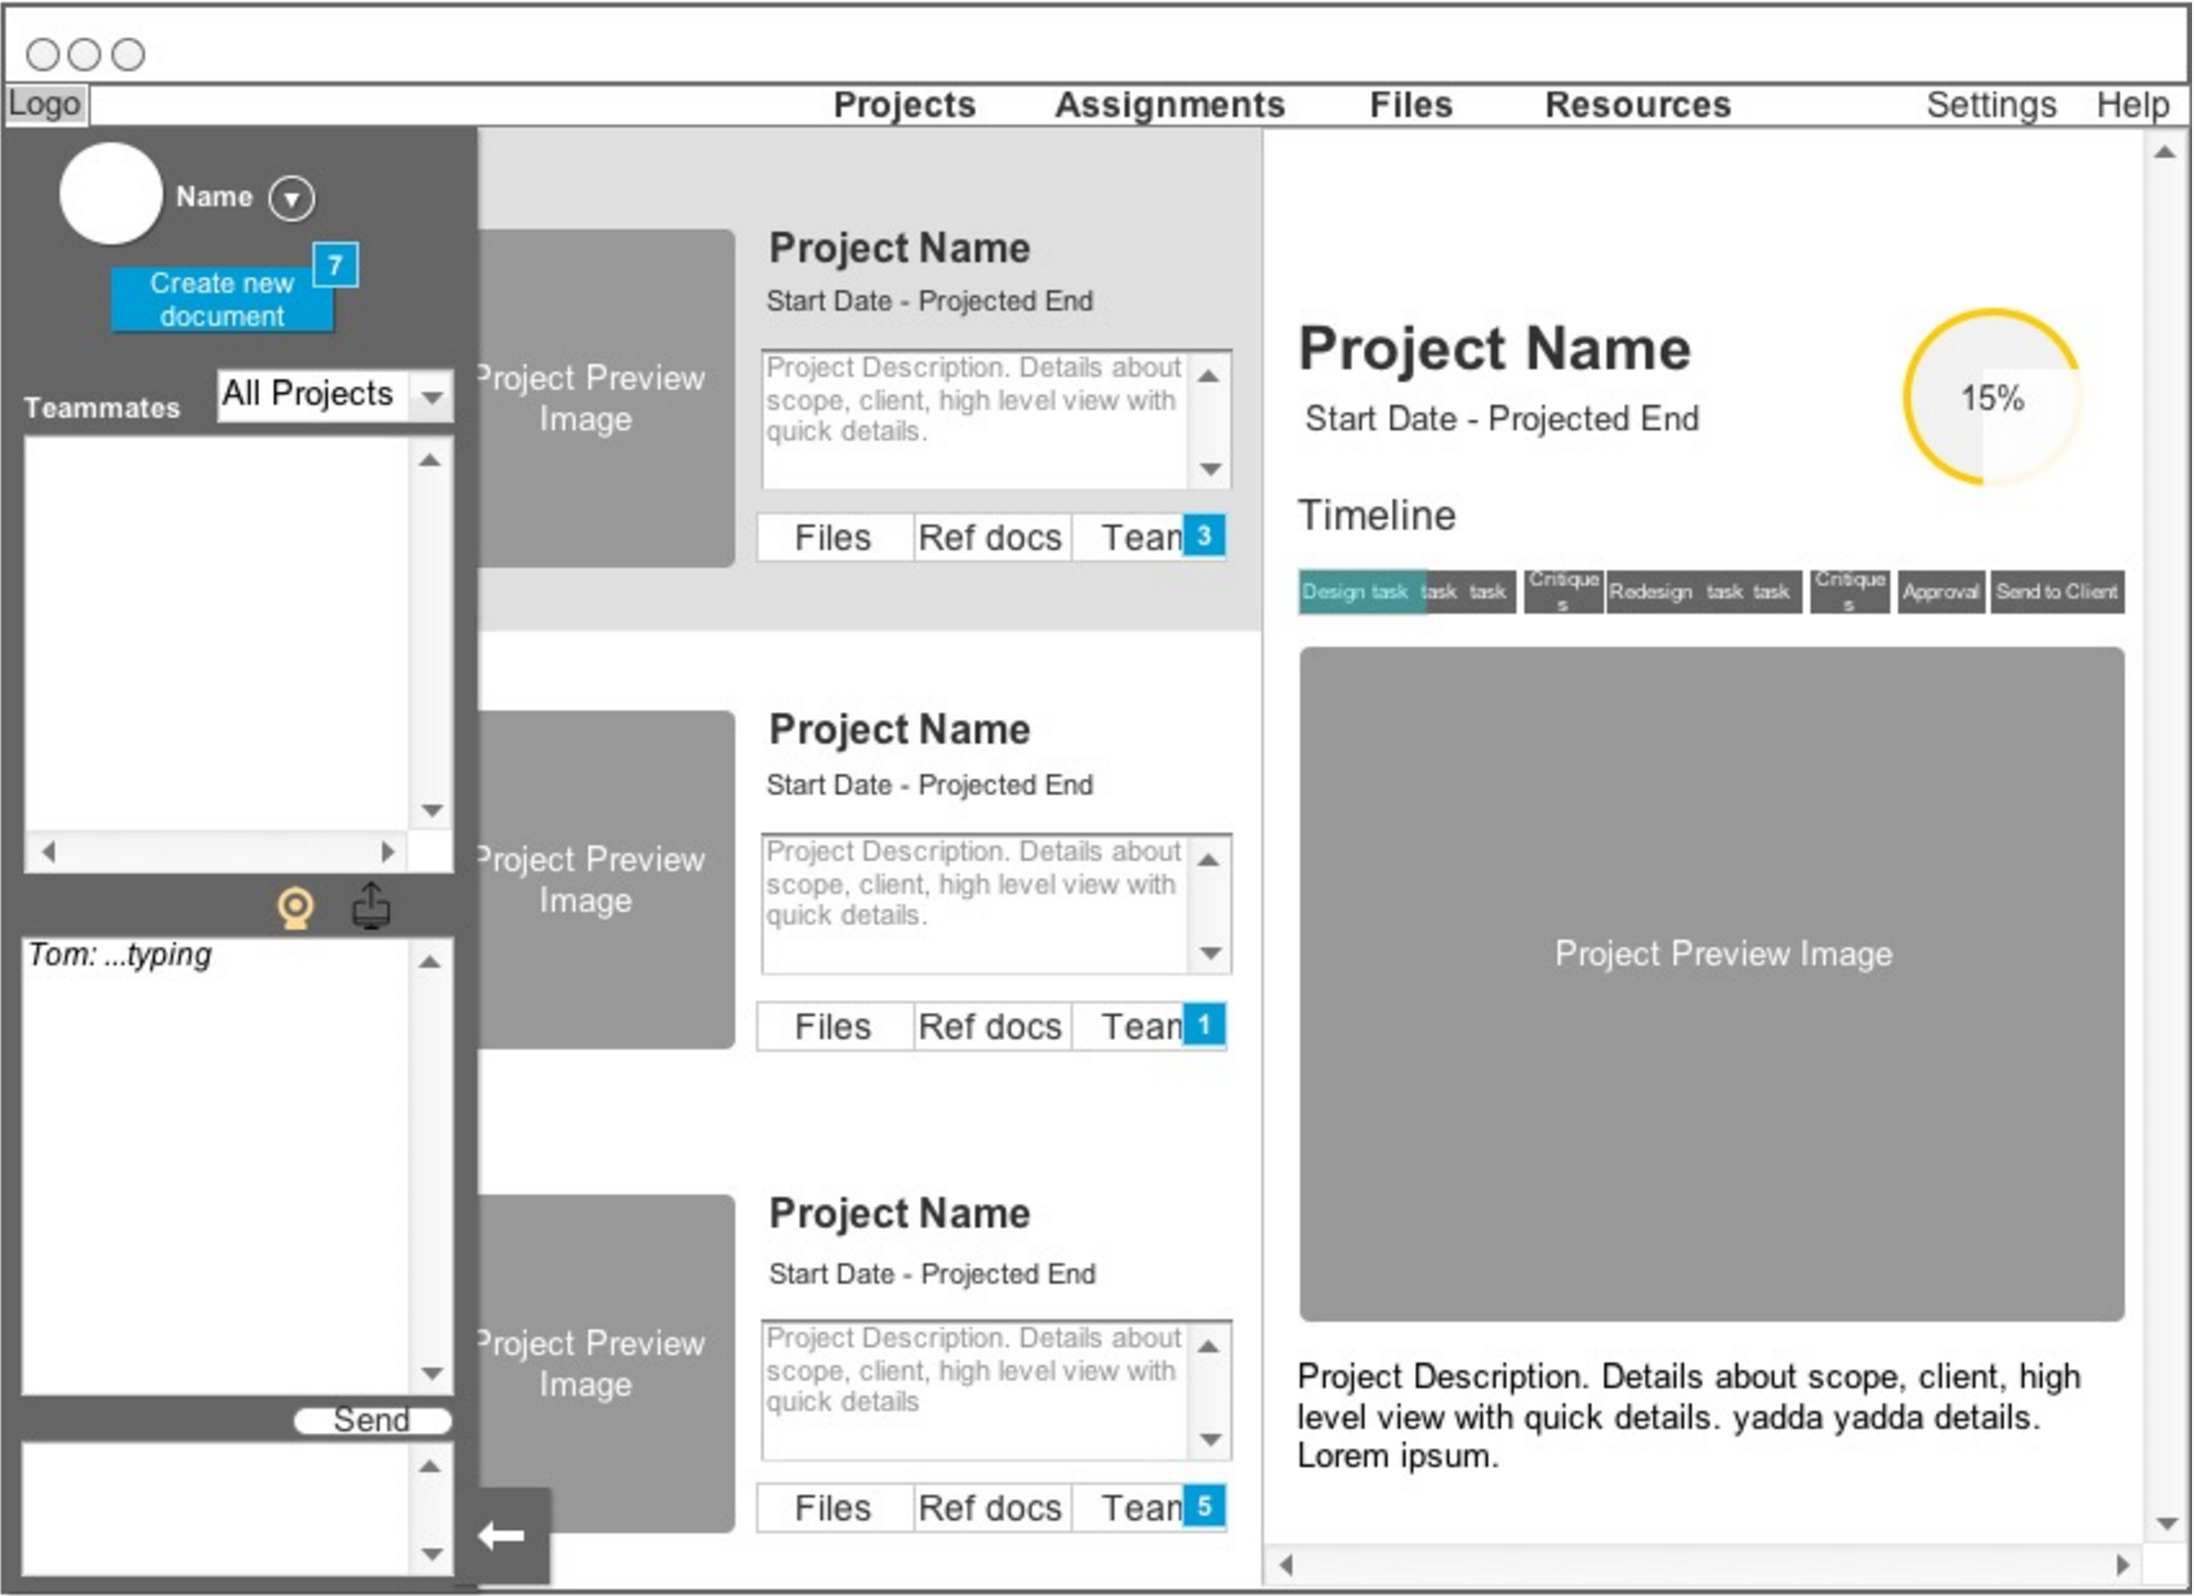 Logo
Projects
Assignments
Files
Resources
Settings
Help
Name
7
Create new
document
Teammates
All Projects
Tom: ...typing
Send
Project Preview
Image
Project Name
Start Date - Projected End
Project Description. Details about
scope, client, high level view with
quick details.
Files
Ref docs
Team
3
Project Preview
Image
Project Name
Start Date - Projected End
Project Description. Details about
scope, client, high level view with
quick details.
Files
Ref docs
Team
1
Project Preview
Image
Project Name
Start Date - Projected End
Project Description. Details about
scope, client, high level view with
quick details
Files
Ref docs
Team
5
Project Name
Start Date - Projected End
15%
Timeline
Design task task task
Critique
s
Redesign task task
Critique
s
Approval
Send to Client
Project Preview Image
Project Description. Details about scope, client, high
level view with quick details. yadda yadda details.
Lorem ipsum.